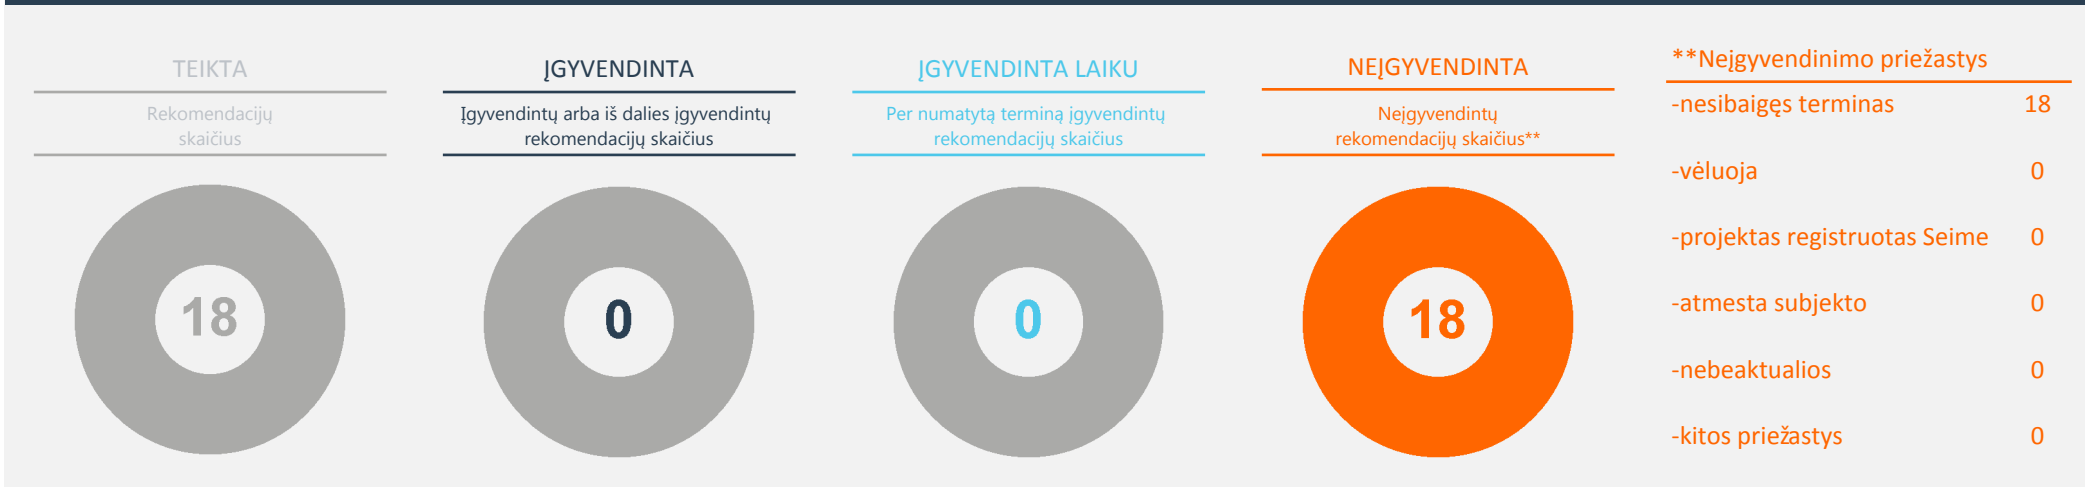 TEIKTA
Rekomendacijų
skaičius
18
ĮGYVENDINTA
Įgyvendintų arba iš dalies įgyvendintų
rekomendacijų skaičius
0
ĮGYVENDINTA LAIKU
Per numatytą terminą įgyvendintų
rekomendacijų skaičius
0
NEĮGYVENDINTA
Neįgyvendintų
rekomendacijų skaičius**
18
**Neįgyvendinimo priežastys
-nesibaigęs terminas 18
-vėluoja 0
-projektas registruotas Seime 0
-atmesta subjekto 0
-nebeaktualios 0
-kitos priežastys 0